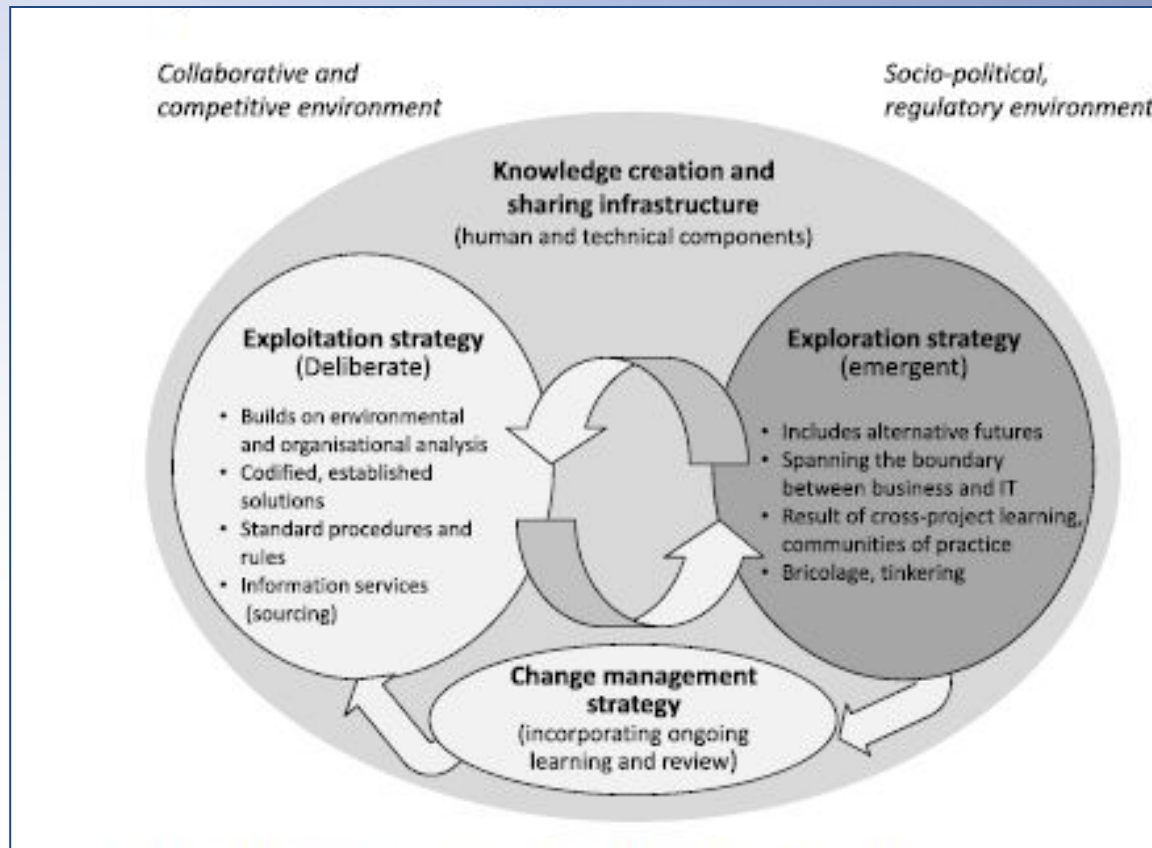 Collaborative and
competitive environment
Socio-political,
regulatory environment
Knowledge creation and
sharing infrastructure
(human and technical components)
Exploitation strategy
(Deliberate)
• Builds on environmental
and organisational analysis
• Codified, established
solutions
• Standard procedures and
rules
• Information services
(sourcing)
Exploration strategy
(emergent)
• Includes alternative futures
• Spanning the boundary
between business and IT
• Result of cross-project learning,
communities of practice
• Bricolage, tinkering
Change management
strategy
(incorporating ongoing
learning and review)